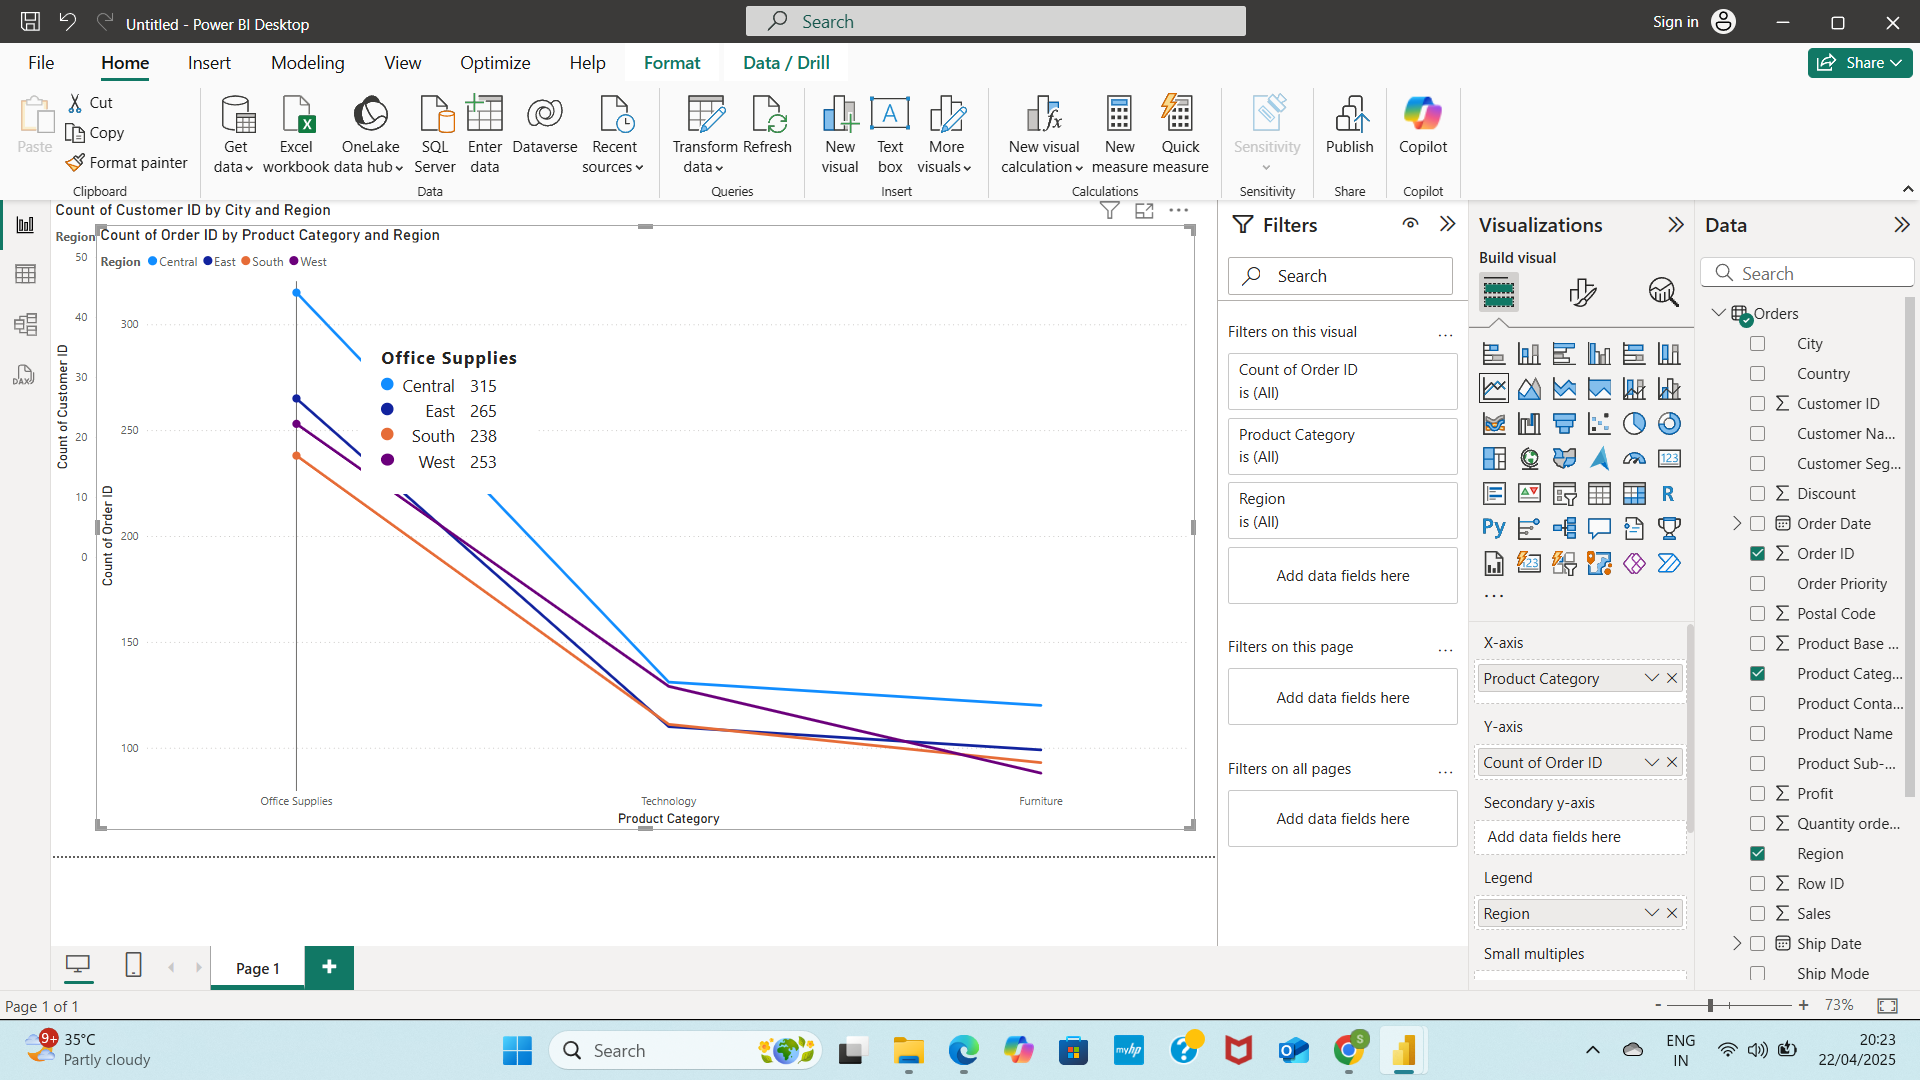 Untitled - Power BI Desktop
Search
Sign in
File
Home
Insert
Modeling
View
Optimize
Help
Format
Data / Drill
Share
Paste
Cut
Copy
Format painter
Clipboard
Get data
Excel workbook
OneLake data hub
SQL Server
Enter data
Dataverse
Recent sources
Data
Transform data
Refresh
Queries
New visual
Text box
More visuals
Insert
New visual calculation
New measure
Quick measure
Calculations
Sensitivity
Sensitivity
Publish
Share
Copilot
Copilot
Count of Customer ID by City and Region
Region
50
40
30
20
10
0
Count of Customer ID
Count of Order ID by Product Category and Region
Region Central East South West
300
250
200
150
100
Count of Order ID
Office Supplies
Central 315
East 265
South 238
West 253
Office Supplies
Technology
Furniture
Product Category
Filters
Search
Filters on this visual
...
Count of Order ID
is (All)
Product Category
is (All)
Region
is (All)
Add data fields here
Filters on this page
...
Add data fields here
Filters on all pages
...
Add data fields here
Visualizations
Build visual
123
R
Py
123
...
X-axis
Product Category
Y-axis
Count of Order ID
Secondary y-axis
Add data fields here
Legend
Region
Small multiples
Data
Search
Orders
City
Country
Customer ID
Customer Na...
Customer Seg...
Discount
Order Date
Order ID
Order Priority
Postal Code
Product Base ...
Product Categ...
Product Conta...
Product Name
Product Sub-...
Profit
Quantity orde...
Region
Row ID
Sales
Ship Date
Ship Mode
Page 1
Page 1 of 1
- + 73%
9+
35°C
Partly cloudy
Search
myhp
S
ENG
IN
20:23
22/04/2025